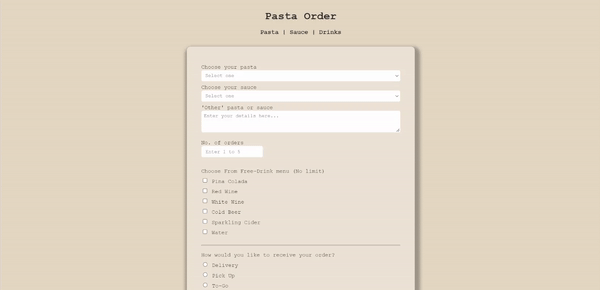 Pasta Order
Pasta | Sauce | Drinks
Choose your pasta
Select one
Choose your sauce
Select one
'Other' pasta or sauce
Enter your details here...
No. of orders
Enter 1 to 5
Choose From Free-Drink menu (No limit)
Pina Colada
Red Wine
White Wine
Cold Beer
Sparkling Cider
Water
How would you like to receive your order?
Delivery
Pick Up
To-Go